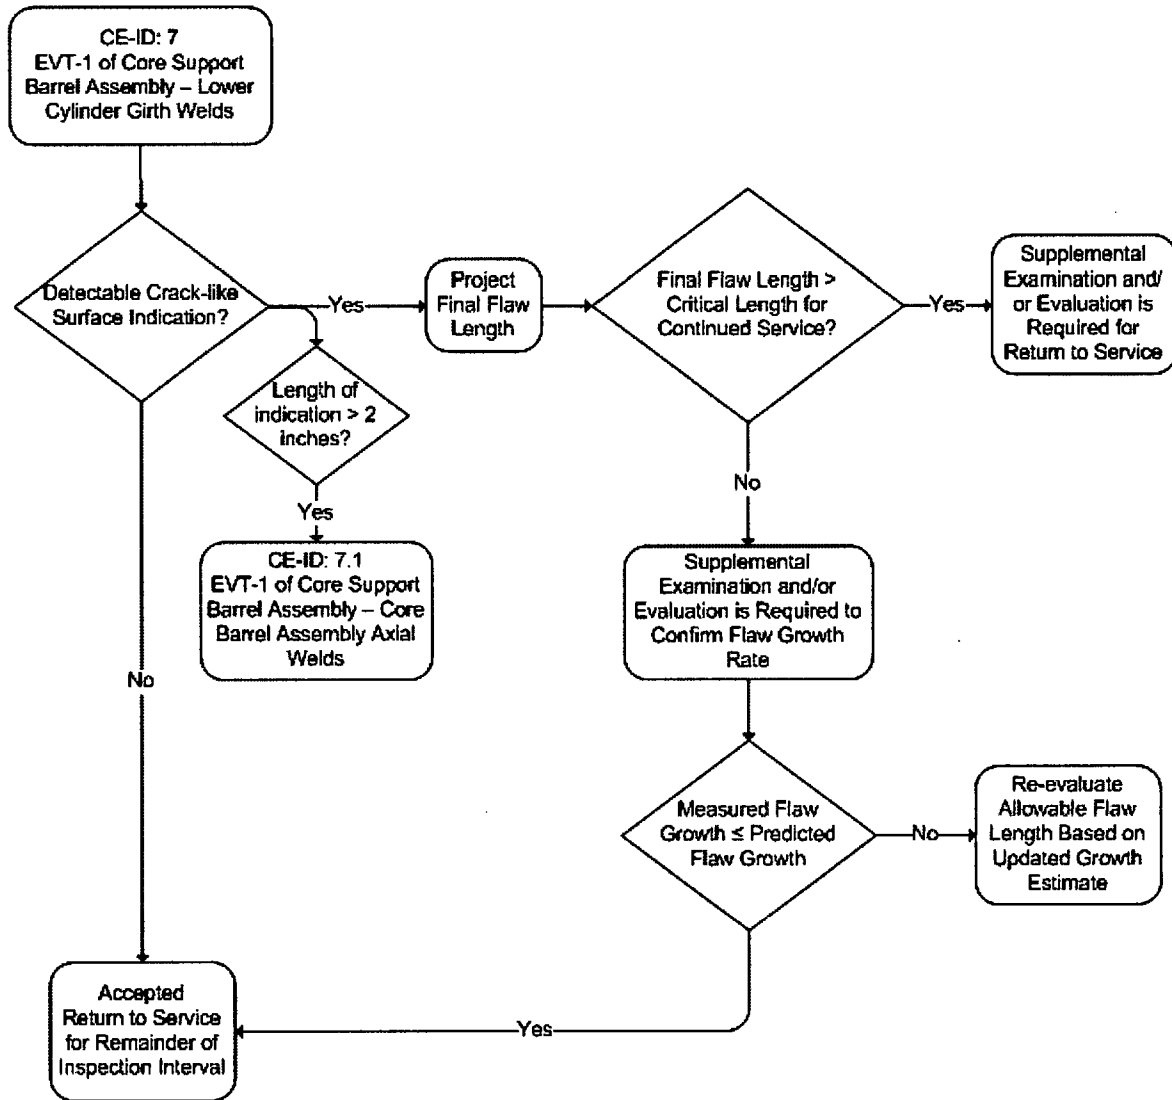 CE-ID: 7
EVT-1 of Core Support
Barrel Assembly – Lower
Cylinder Girth Welds
Detectable Crack-like
Surface Indication?
Yes
Project
Final Flaw
Length
Final Flaw Length >
Critical Length for
Continued Service?
Yes
Supplemental
Examination and/
or Evaluation is
Required for
Return to Service
Length of
indication > 2
inches?
Yes
CE-ID: 7.1
EVT-1 of Core Support
Barrel Assembly – Core
Barrel Assembly Axial
Welds
No
Supplemental
Examination and/or
Evaluation is Required to
Confirm Flaw Growth
Rate
No
Measured Flaw
Growth ≤ Predicted
Flaw Growth
No
Re-evaluate
Allowable Flaw
Length Based on
Updated Growth
Estimate
Yes
Accepted
Return to Service
for Remainder of
Inspection Interval